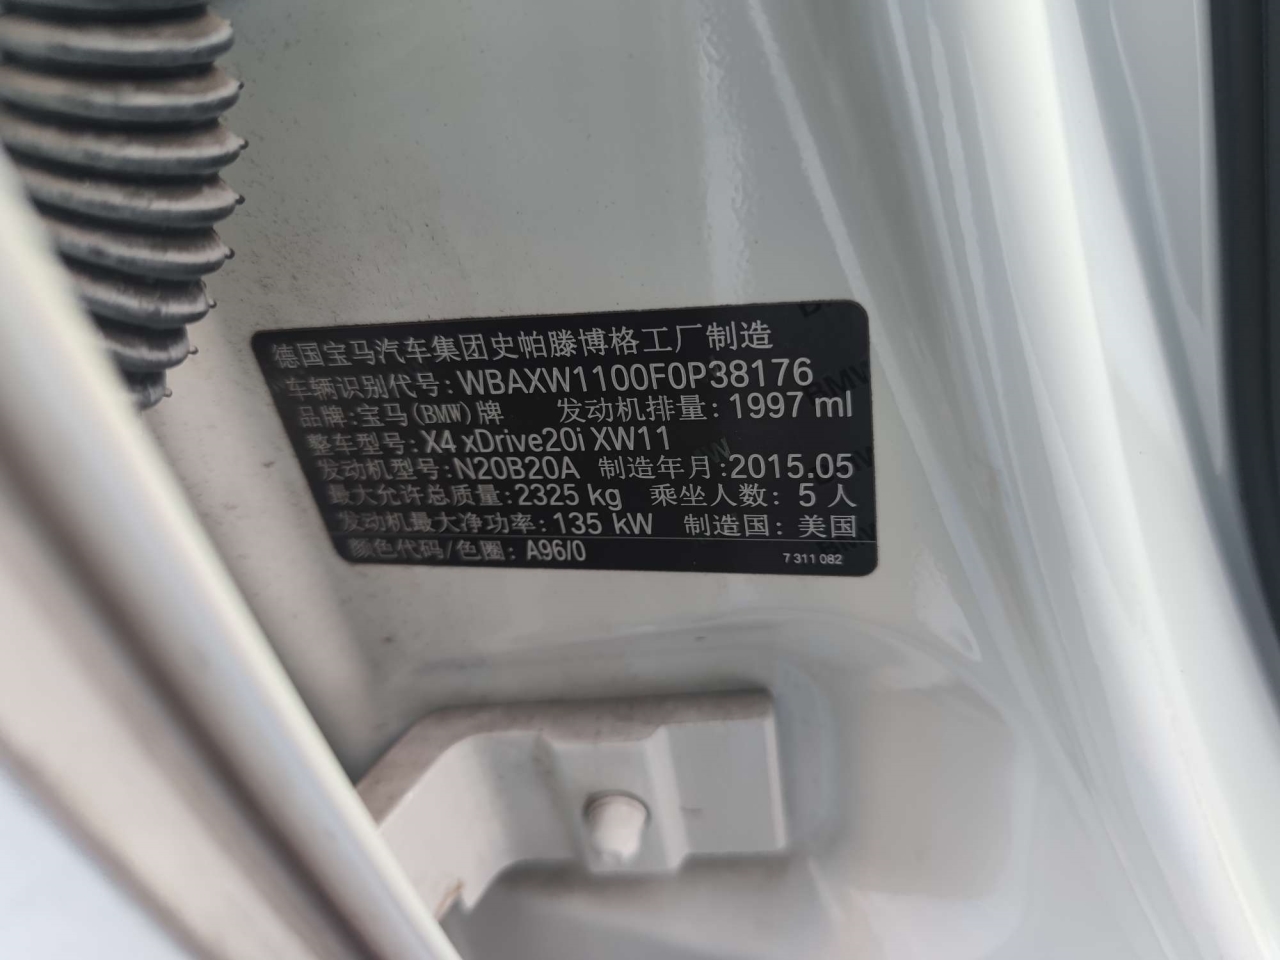 德国宝马汽车集团史帕滕博格工厂制造
车辆识别代号: WBAXW1100F0P38176
品牌: 宝马(BMW)牌 发动机排量: 1997 ml
整车型号: X4 xDrive20i XW11
发动机型号: N20B20A 制造年月: 2015.05
最大允许总质量: 2325 kg 乘坐人数: 5 人
发动机最大净功率: 135 kW 制造国: 美国
颜色代码/色圈: A96/0 7 311 082